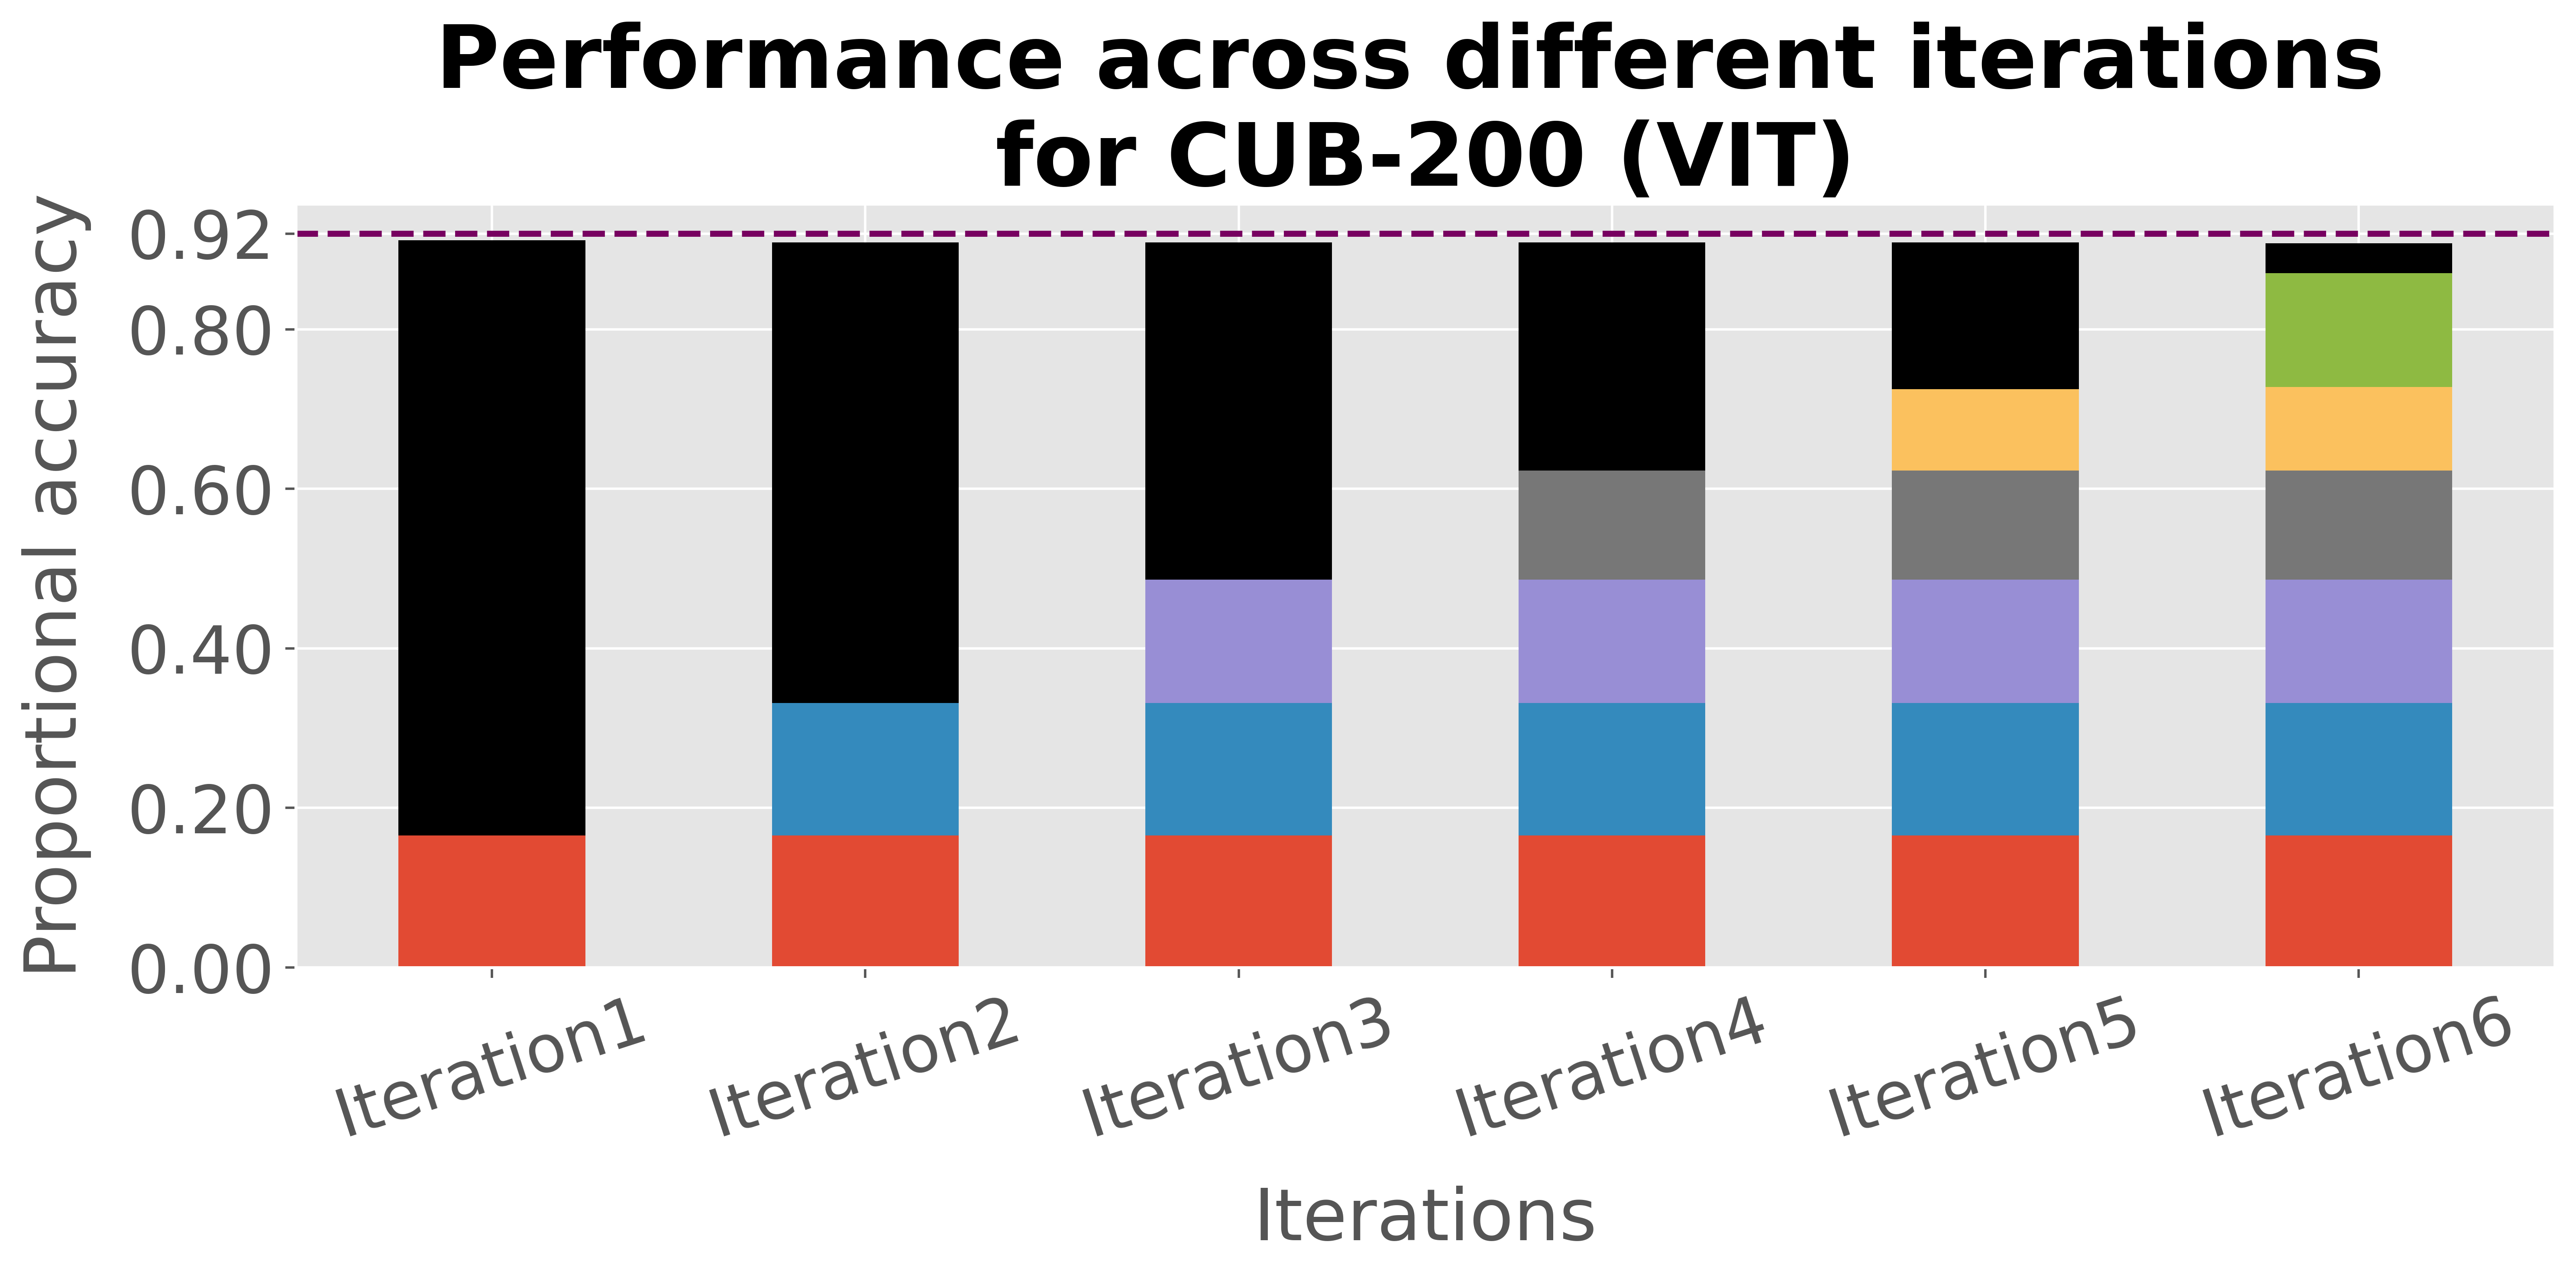 Performance across different iterations
for CUB-200 (VIT)
Proportional accuracy
0.92
0.80
0.60
0.40
0.20
0.00
Iteration1
Iteration2
Iteration3
Iteration4
Iteration5
Iteration6
Iterations